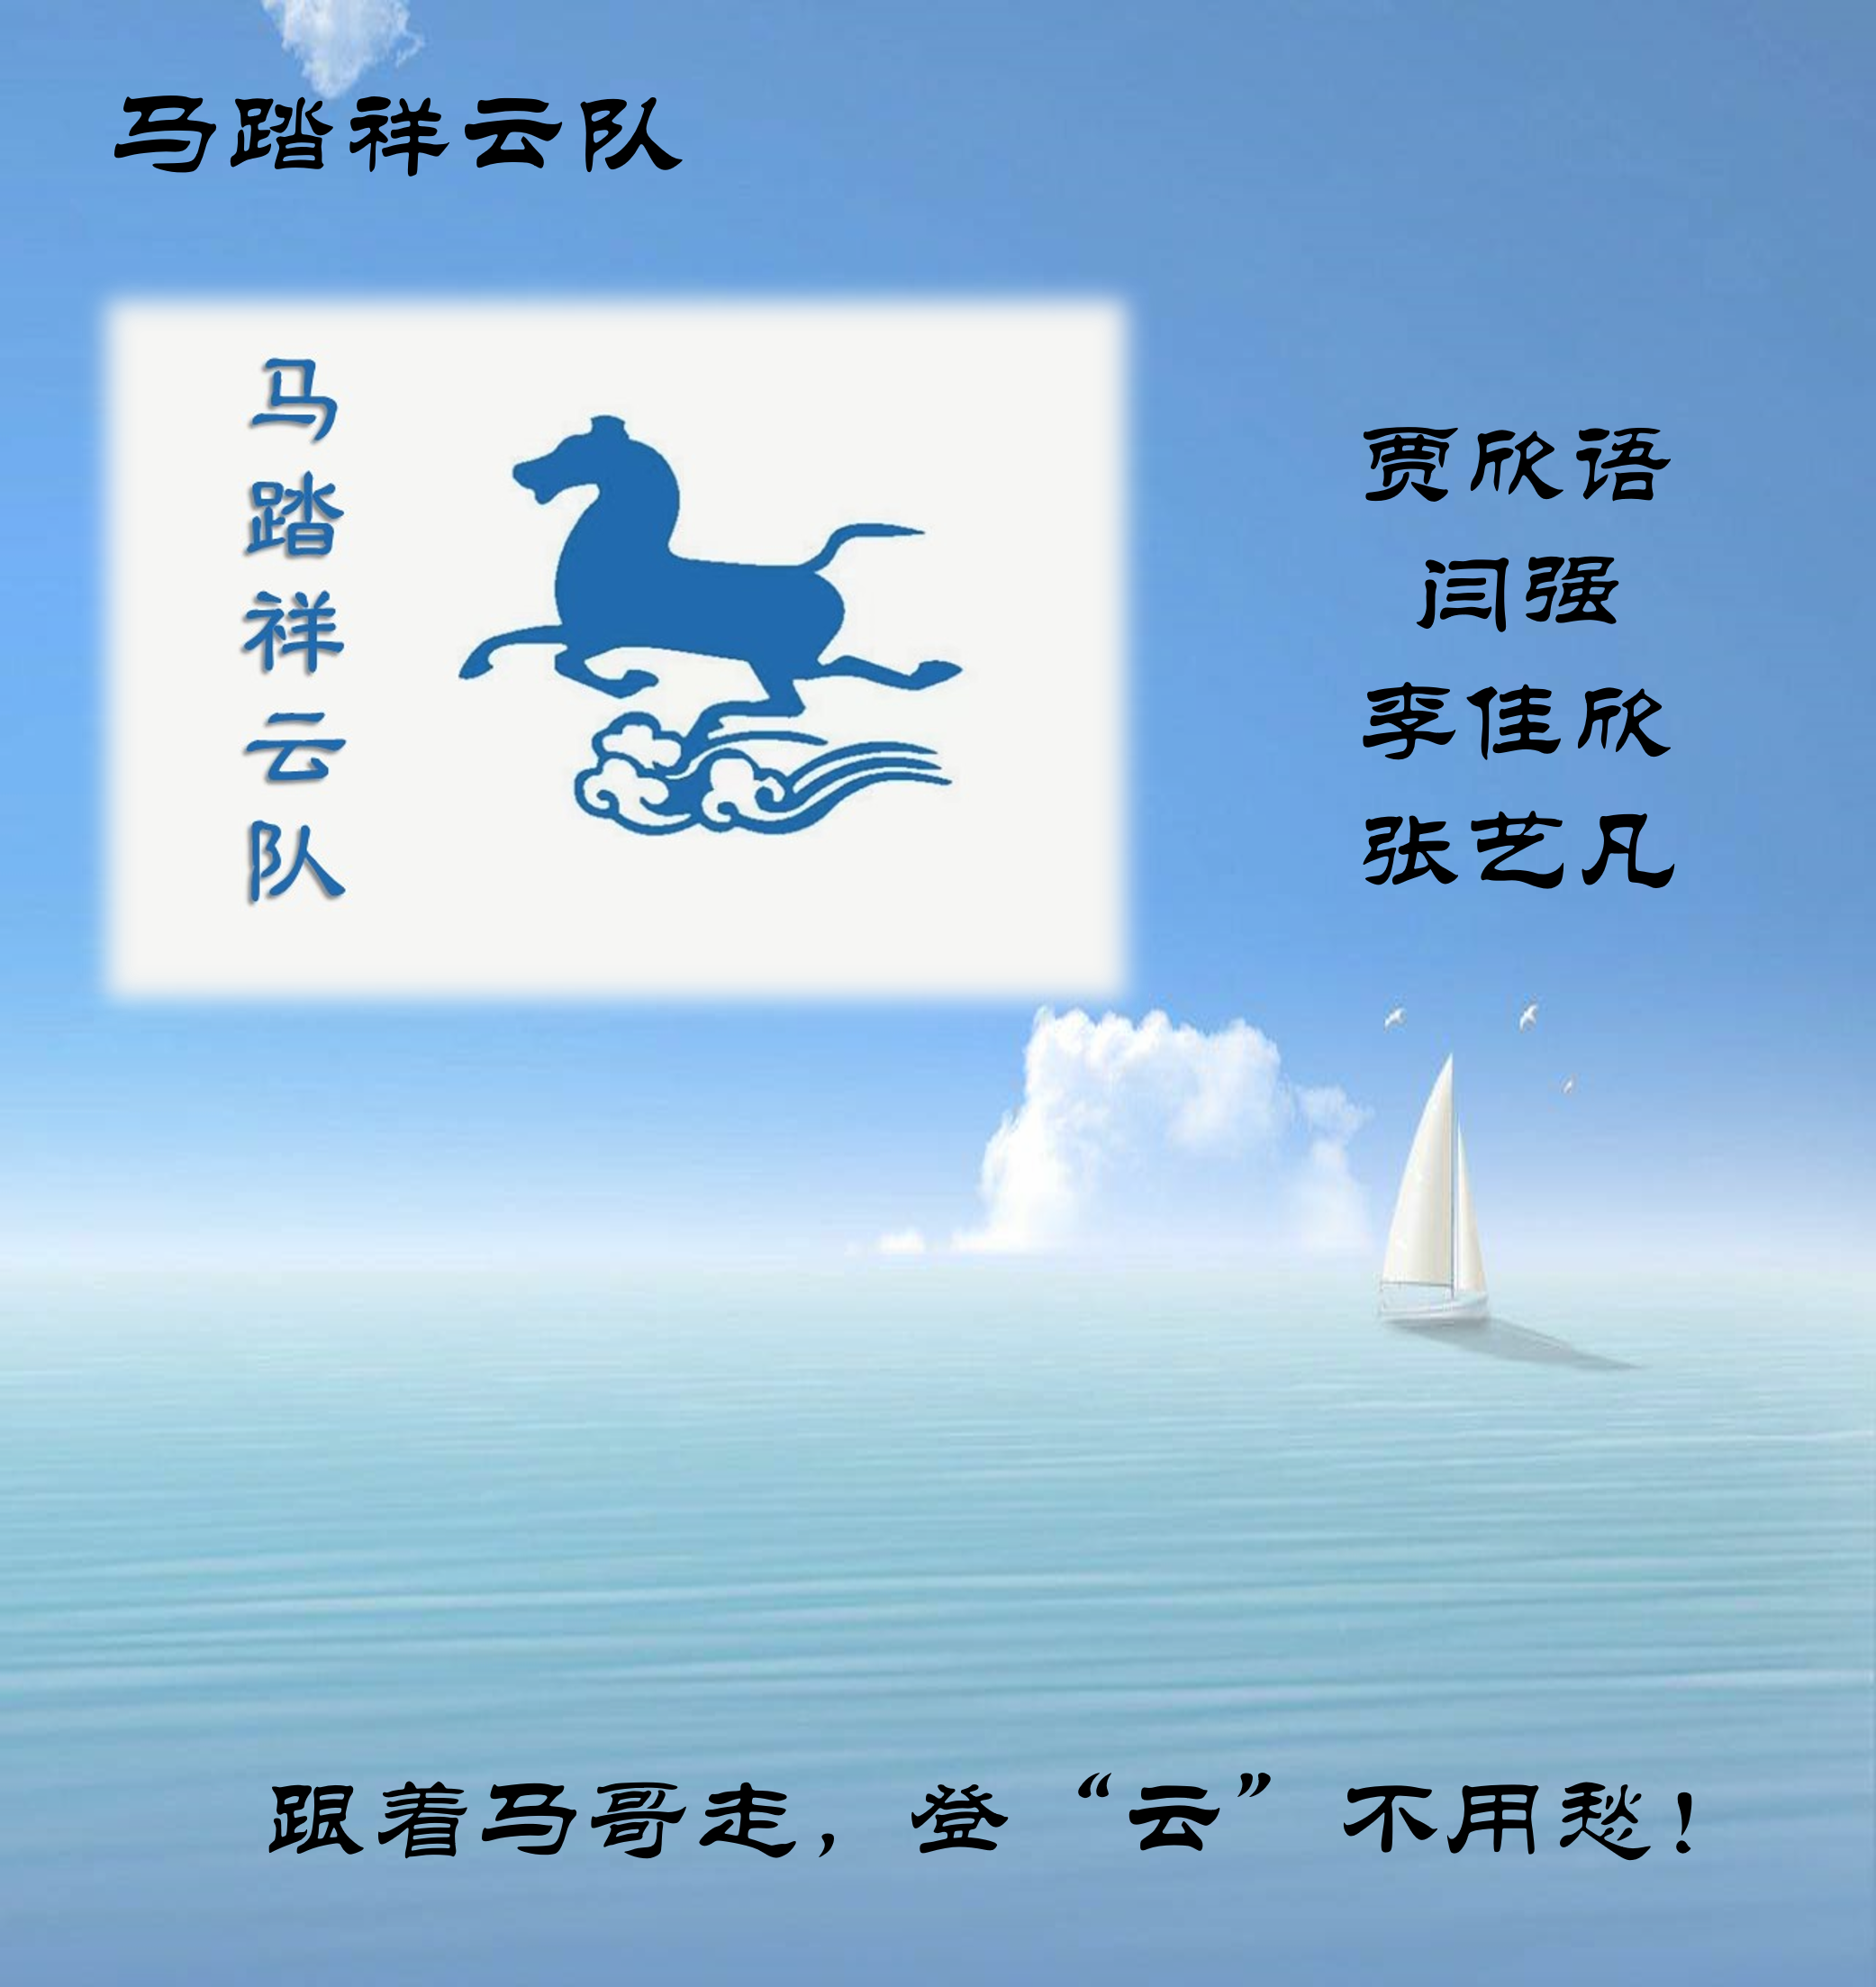 马踏祥云队
马踏祥云队
贾欣语
闫强
李佳欣
张艺凡
跟着马哥走，登“云”不用愁！